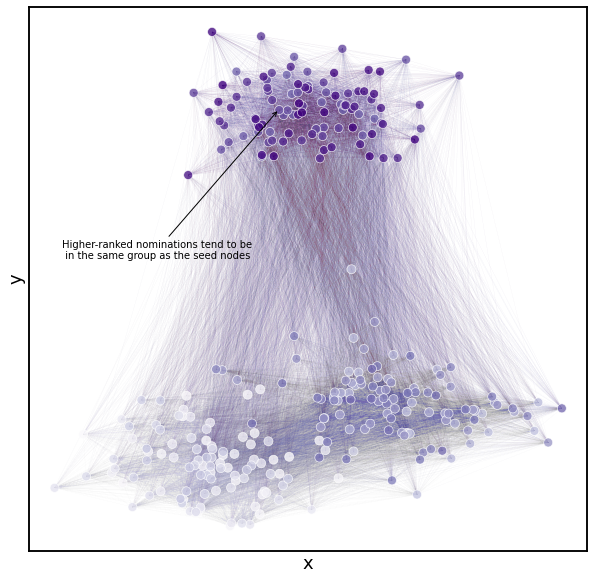 Higher-ranked nominations tend to be
in the same group as the seed nodes
y
x